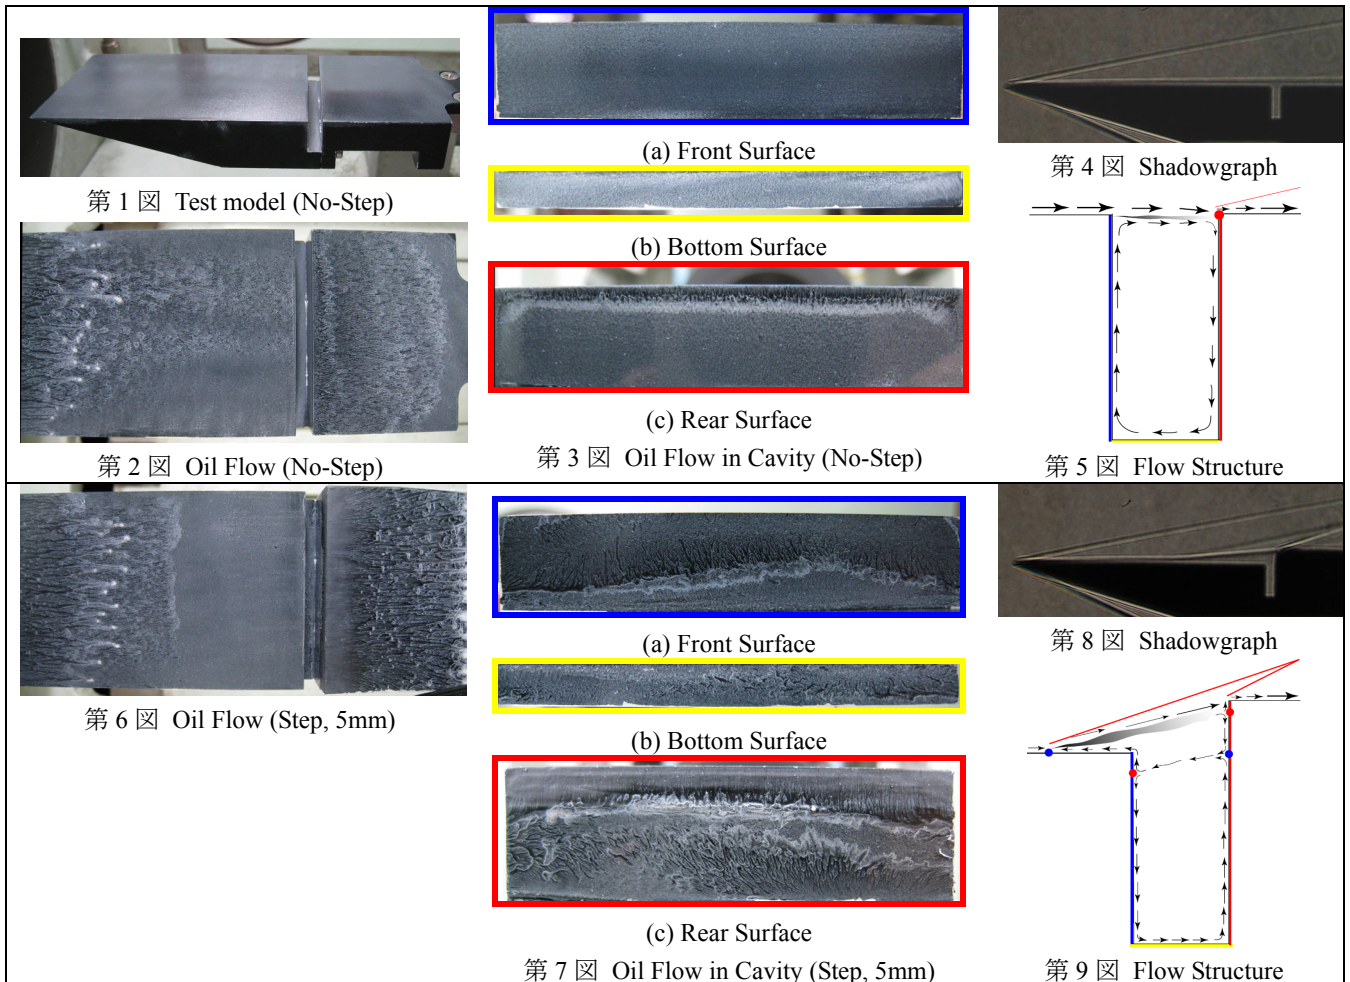 第 1 図 Test model (No-Step)
第 2 図 Oil Flow (No-Step)
(a) Front Surface
(b) Bottom Surface
(c) Rear Surface
第 3 図 Oil Flow in Cavity (No-Step)
第 4 図 Shadowgraph
第 5 図 Flow Structure
第 6 図 Oil Flow (Step, 5mm)
(a) Front Surface
(b) Bottom Surface
(c) Rear Surface
第 7 図 Oil Flow in Cavity (Step, 5mm)
第 8 図 Shadowgraph
第 9 図 Flow Structure